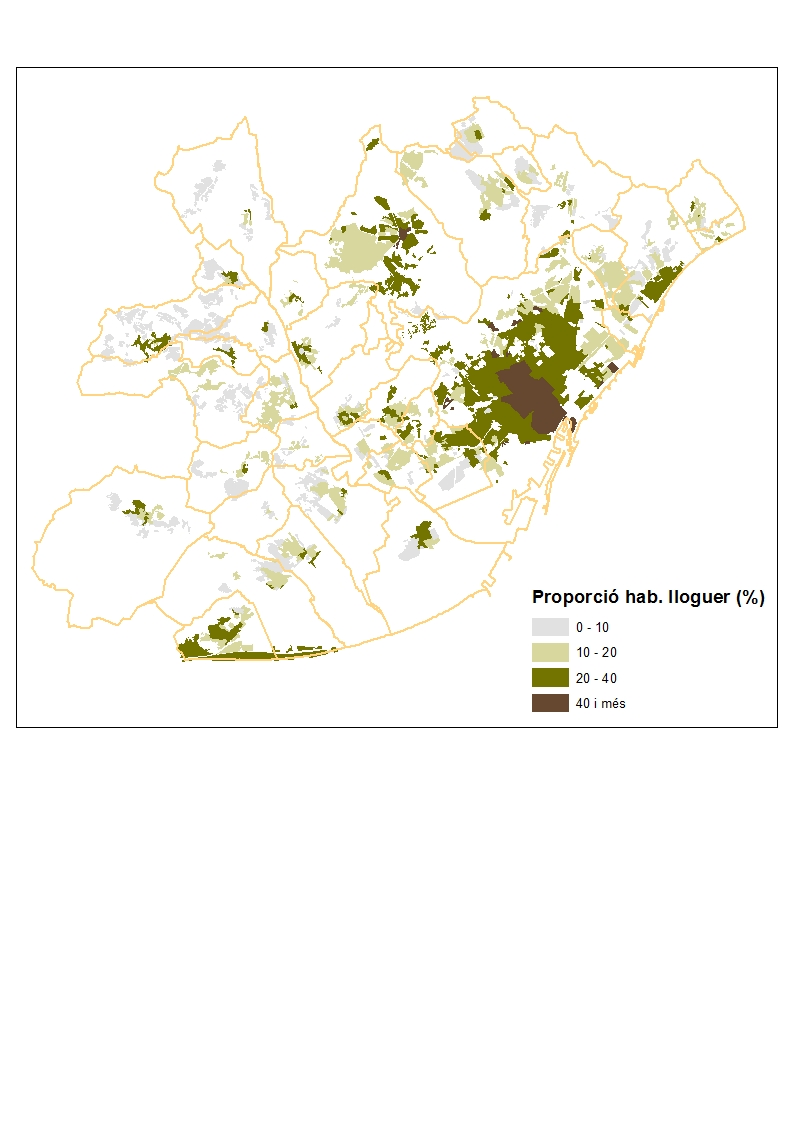 Proporció hab. lloguer (%)
0 - 10
10 - 20
20 - 40
40 i més